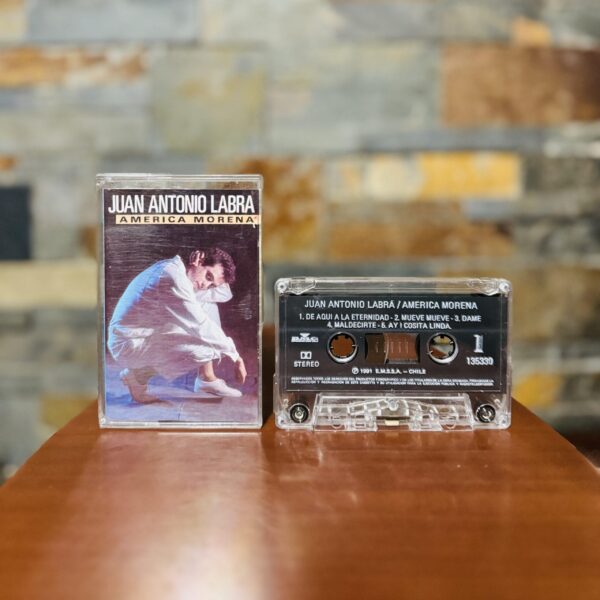 JUAN ANTONIO LABRA
AMERICA MORENA
JUAN ANTONIO LABRA / AMERICA MORENA
1. DE AQUI A LA ETERNIDAD - 2. MUEVE MUEVE - 3. DAME
4. MALDECIRTE - 5. AY ! COSITA LINDA.
STEREO
1
135339
1991 E.M.S.S.A. - CHILE